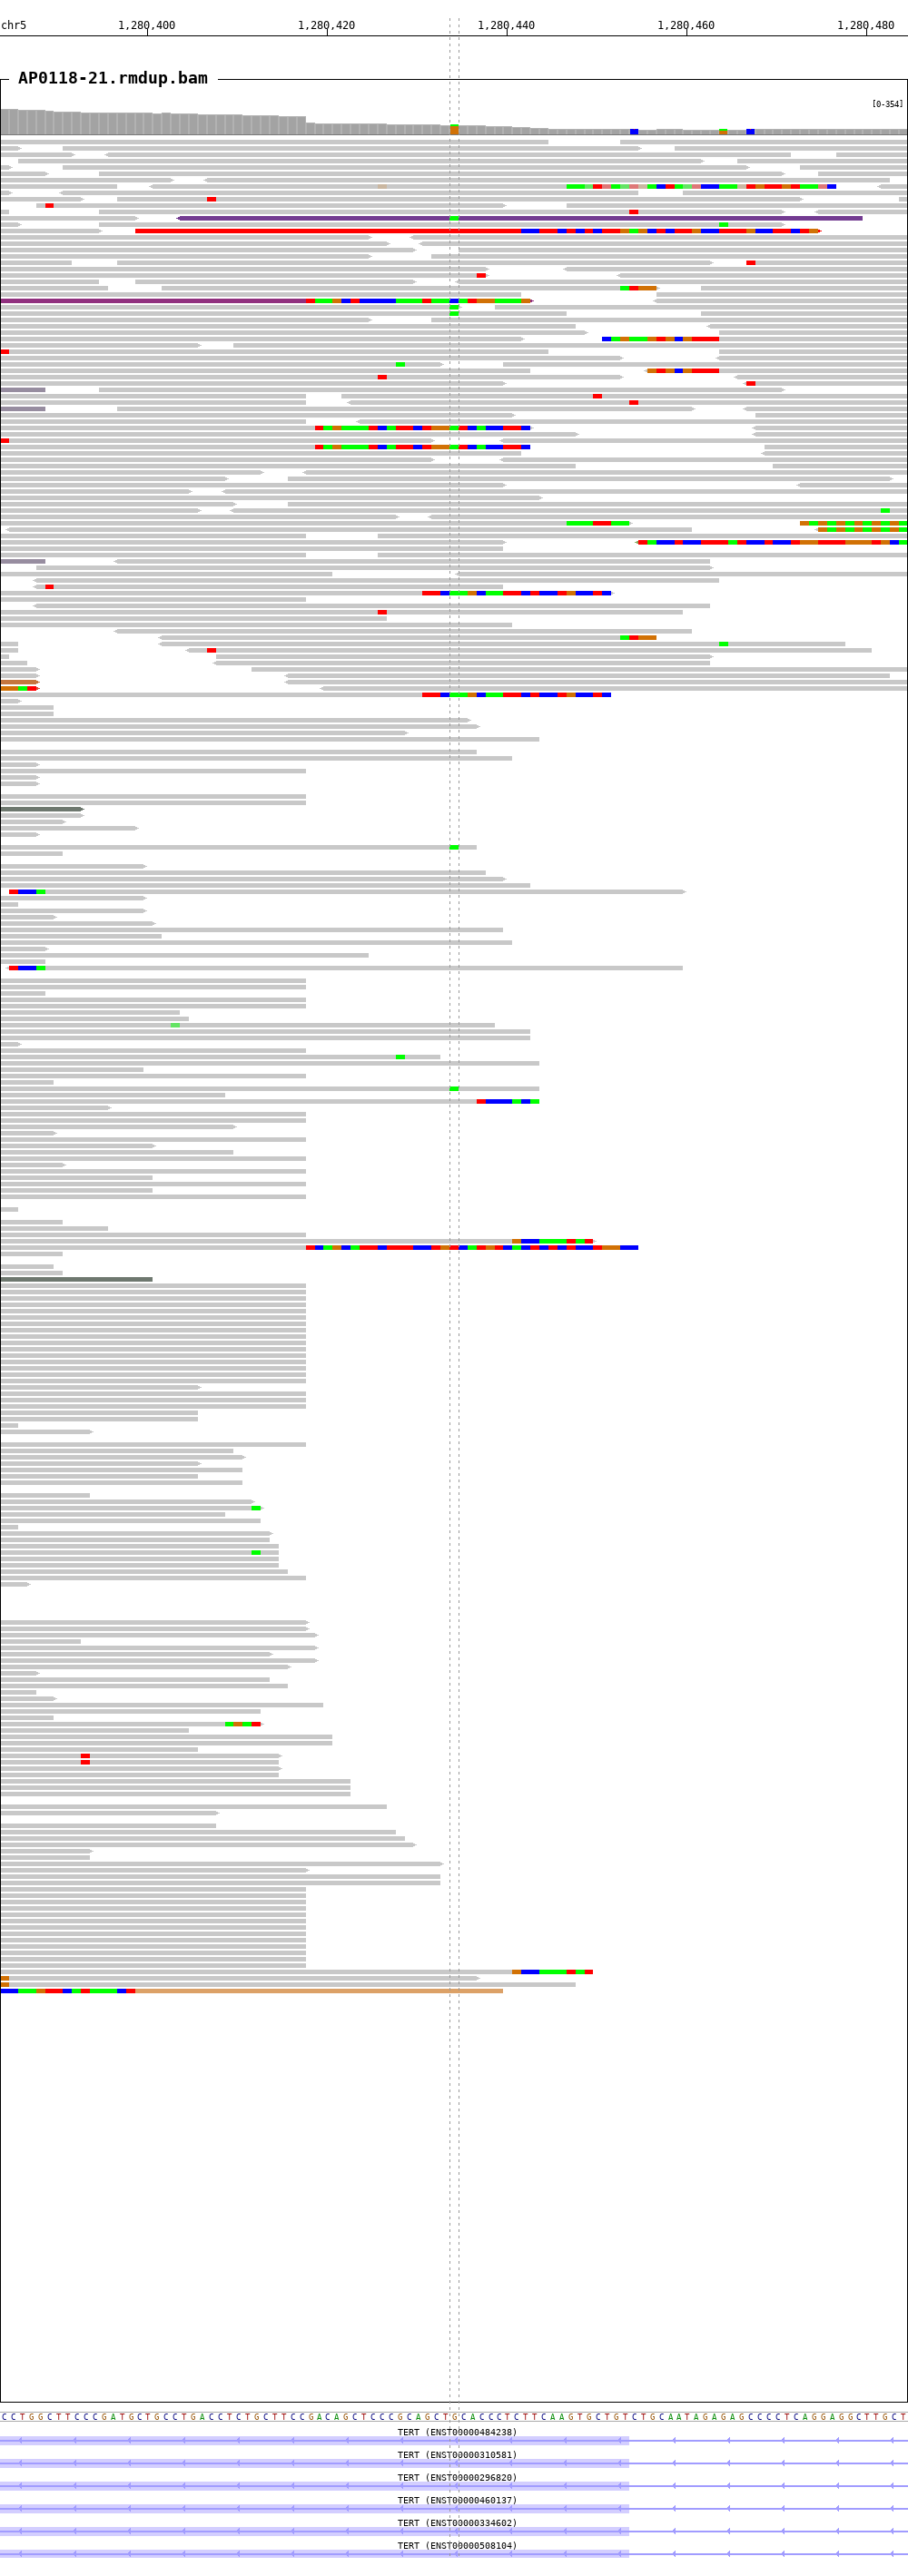 chr5 1,280,400 1,280,420 1,280,440 1,280,460 1,280,480
AP0118-21.rmdup.bam
[0-354]
CCTGGCTTCCCGATGCTGCCTGACCTCTGCTTCCGACAGCTCCCGCAGCTGCACCCTCTTCAAGTGCTGTCTGCAATAGAGAGCCCCTCAGGAGGCTTGCT
TERT (ENST00000484238)
TERT (ENST00000310581)
TERT (ENST00000296820)
TERT (ENST00000460137)
TERT (ENST00000334602)
TERT (ENST00000508104)